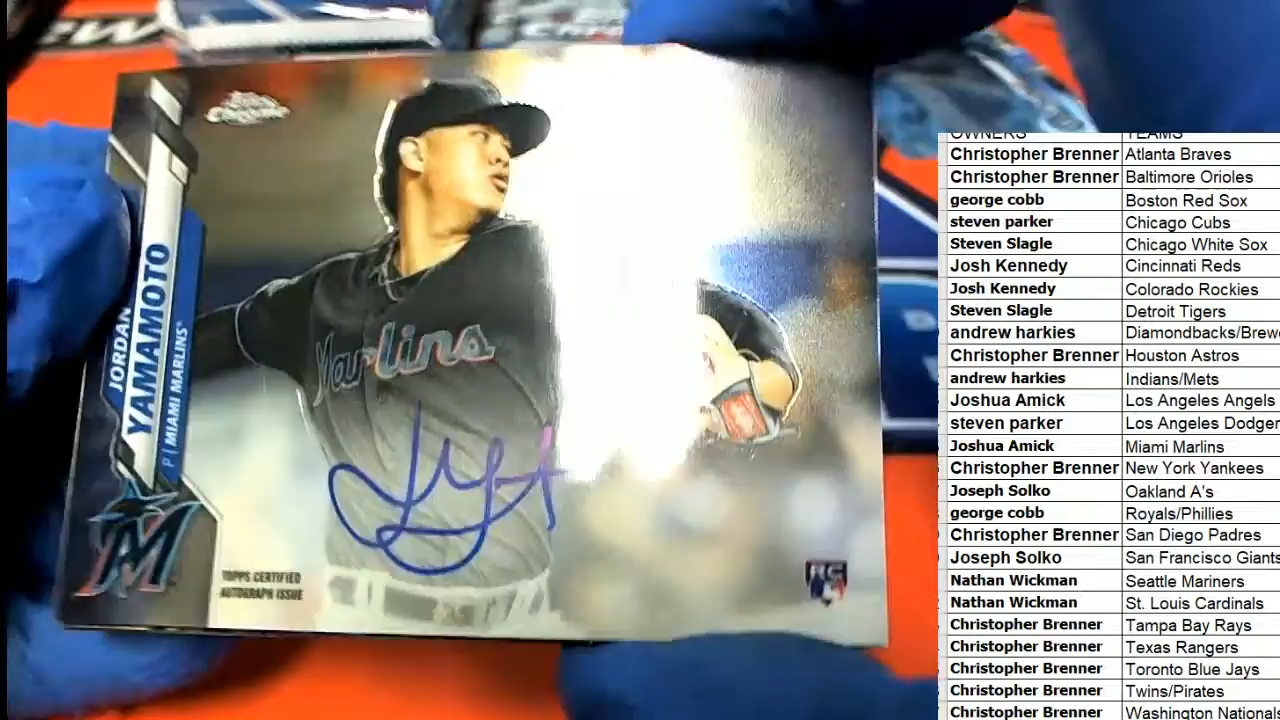 Topps
Chrome
JORDAN
YAMAMOTO
P | MIAMI MARLINS®
Marlins
M
TOPPS CERTIFIED
AUTOGRAPH ISSUE
RC
OWNERS TEAMS
Christopher Brenner Atlanta Braves
Christopher Brenner Baltimore Orioles
george cobb Boston Red Sox
steven parker Chicago Cubs
Steven Slagle Chicago White Sox
Josh Kennedy Cincinnati Reds
Josh Kennedy Colorado Rockies
Steven Slagle Detroit Tigers
andrew harkies Diamondbacks/Brew
Christopher Brenner Houston Astros
andrew harkies Indians/Mets
Joshua Amick Los Angeles Angels
steven parker Los Angeles Dodger
Joshua Amick Miami Marlins
Christopher Brenner New York Yankees
Joseph Solko Oakland A's
george cobb Royals/Phillies
Christopher Brenner San Diego Padres
Joseph Solko San Francisco Giants
Nathan Wickman Seattle Mariners
Nathan Wickman St. Louis Cardinals
Christopher Brenner Tampa Bay Rays
Christopher Brenner Texas Rangers
Christopher Brenner Toronto Blue Jays
Christopher Brenner Twins/Pirates
Christopher Brenner Washington Nationals